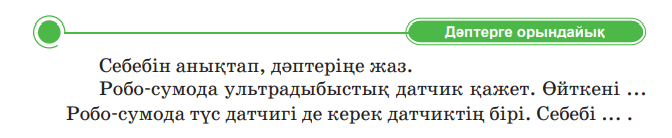 Дәптерге орындайық
Себебін анықтап, дәптеріңе жаз.
Робо-сумода ультрадыбыстық датчик қажет. Өйткені ...
Робо-сумода түс датчигі де керек датчиктің бірі. Себебі ... .